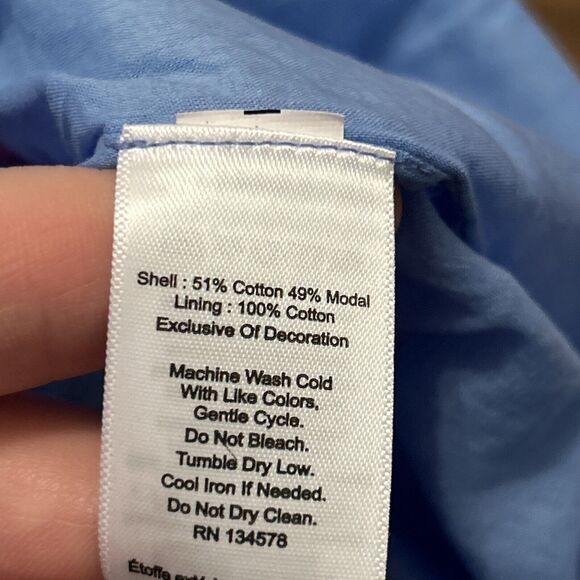 Shell : 51% Cotton 49% Modal
Lining : 100% Cotton
Exclusive Of Decoration
Machine Wash Cold
With Like Colors,
Gentle Cycle.
Do Not Bleach.
Tumble Dry Low.
Cool Iron If Needed.
Do Not Dry Clean.
RN 134578
Étoffe